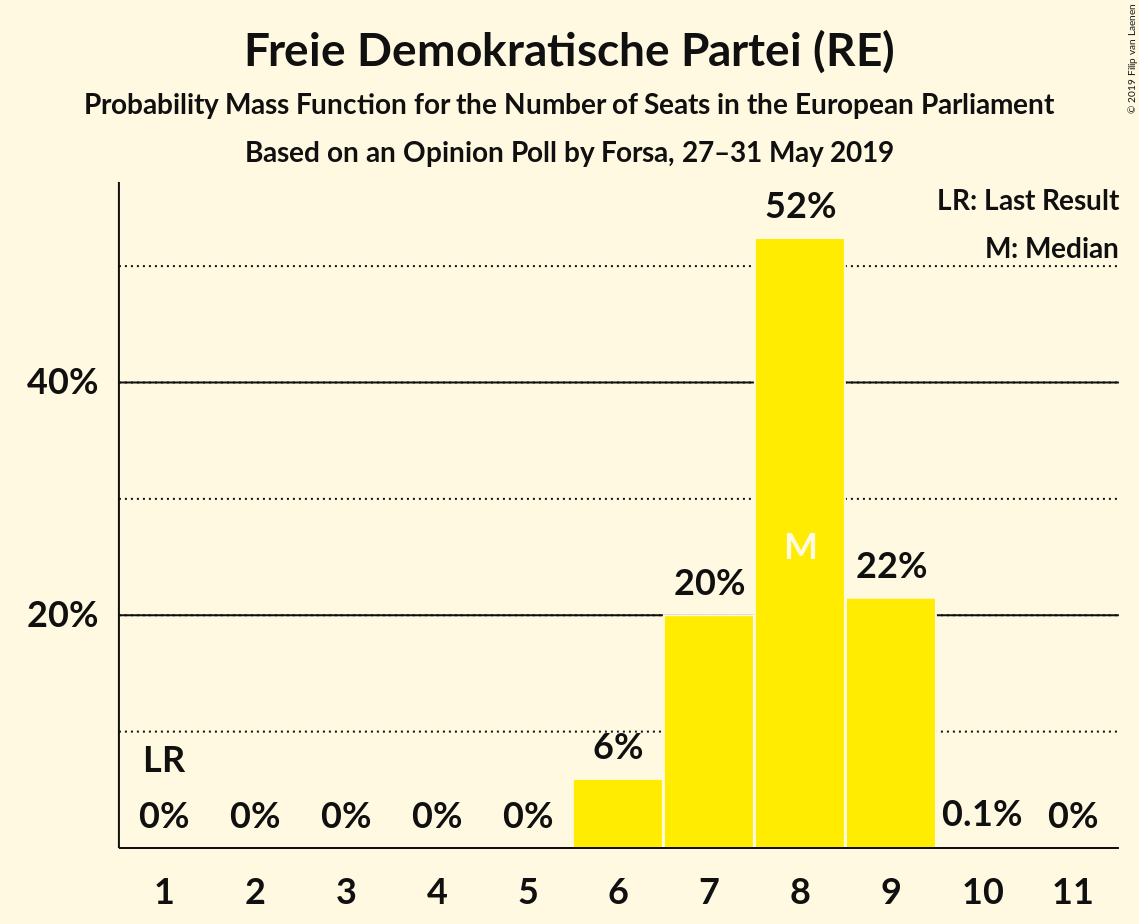 Freie Demokratische Partei (RE)
Probability Mass Function for the Number of Seats in the European Parliament
Based on an Opinion Poll by Forsa, 27–31 May 2019
© 2019 Filip van Laenen
LR: Last Result
M: Median
52%
40%
M
22%
20%
20%
6%
LR
0% 0% 0% 0% 0% 0.1% 0%
1 2 3 4 5 6 7 8 9 10 11